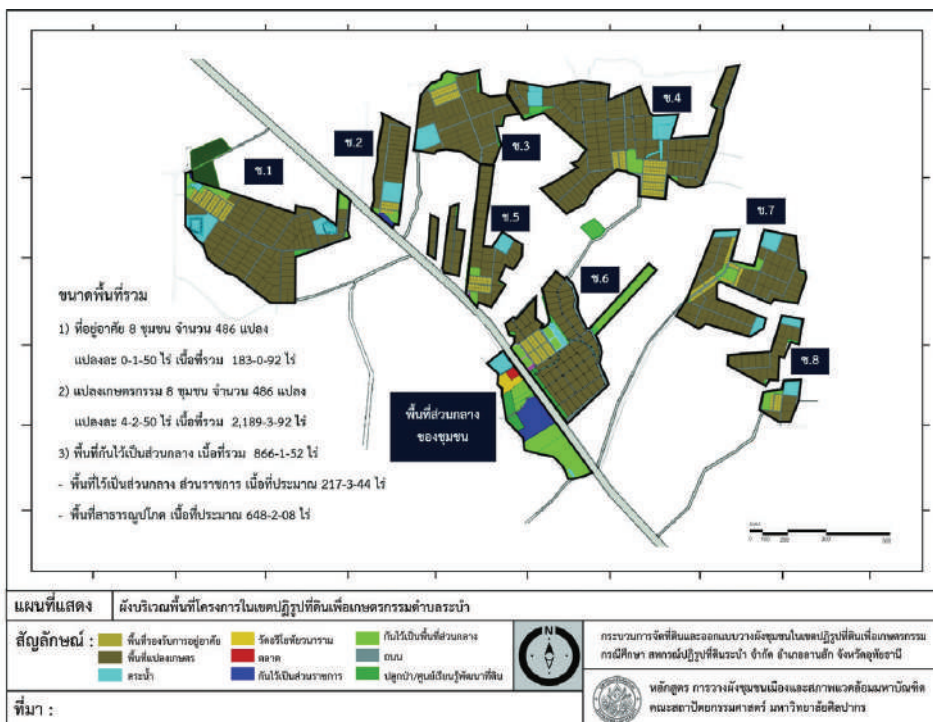 ช.1
ช.2
ช.3
ช.4
ช.5
ช.6
ช.7
ช.8
พื้นที่ส่วนกลาง
ของชุมชน
ขนาดพื้นที่รวม
1) ที่อยู่อาศัย 8 ชุมชน จำนวน 486 แปลง
แปลงละ 0-1-50 ไร่ เนื้อที่รวม 183-0-92 ไร่
2) แปลงเกษตรกรรม 8 ชุมชน จำนวน 486 แปลง
แปลงละ 4-2-50 ไร่ เนื้อที่รวม 2,189-3-92 ไร่
3) พื้นที่กันไว้เป็นส่วนกลาง เนื้อที่รวม 866-1-52 ไร่
- พื้นที่ไว้เป็นส่วนกลาง ส่วนราชการ เนื้อที่ประมาณ 217-3-44 ไร่
- พื้นที่สาธารณูปโภค เนื้อที่ประมาณ 648-2-08 ไร่
0 100 200 300 500
แผนที่แสดง ผังบริเวณพื้นที่โครงการในเขตปฏิรูปที่ดินเพื่อเกษตรกรรมตำบลระบำ
สัญลักษณ์ :
พื้นที่รองรับการอยู่อาศัย
พื้นที่แปลงเกษตร
สระน้ำ
วัดอริโยทัยวนาราม
ตลาด
กันไว้เป็นส่วนราชการ
กันไว้เป็นพื้นที่ส่วนกลาง
ถนน
ปลูกป่า/ศูนย์เรียนรู้พัฒนาที่ดิน
N
กระบวนการจัดที่ดินและออกแบบวางผังชุมชนในเขตปฏิรูปที่ดินเพื่อเกษตรกรรม
กรณีศึกษา สหกรณ์ปฏิรูปที่ดินระบำ จำกัด อำเภอลานสัก จังหวัดอุทัยธานี
หลักสูตร การวางผังชุมชนเมืองและสภาพแวดล้อมมหาบัณฑิต
คณะสถาปัตยกรรมศาสตร์ มหาวิทยาลัยศิลปากร
ที่มา :